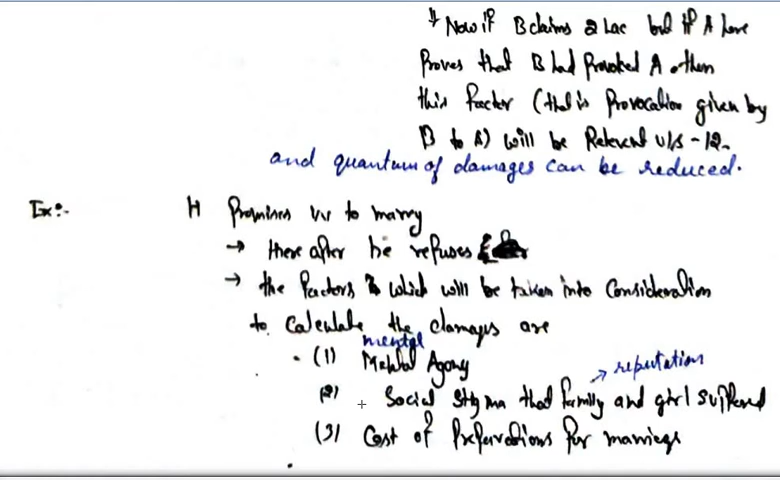 Now if B claims 2 Lac but if A here
Proves that B had Provoked A then
this Factor (that is Provocation given by
B to A) will be Relevant u/s - 12.
and quantum of damages can be reduced.
Ex:- H Promises W to marry
→ there after he refuses
→ the factors which will be taken into Consideration
to Calculate the damages are
mental
(1) Agony
→ reputation
(2) Social Stigma that family and girl suffered
(3) Cost of Preparations for marriage